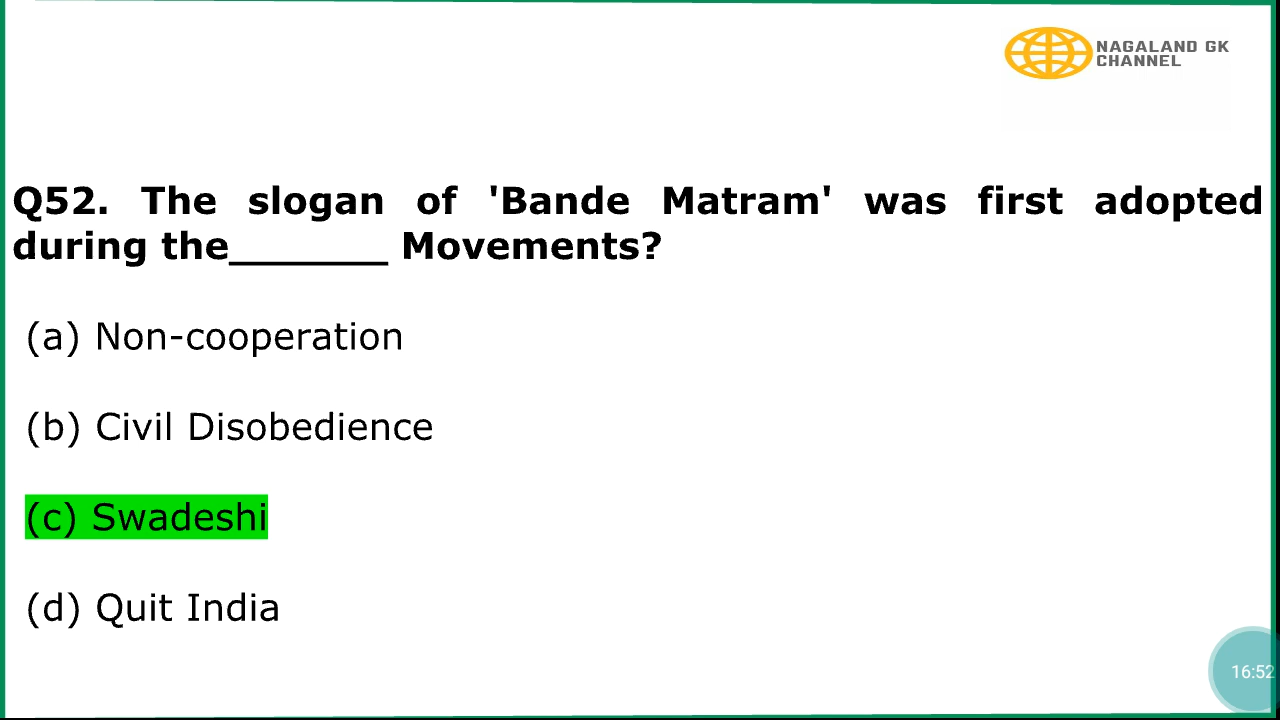 NAGALAND GK
CHANNEL
Q52. The slogan of 'Bande Matram' was first adopted
during the_______ Movements?
(a) Non-cooperation
(b) Civil Disobedience
(c) Swadeshi
(d) Quit India
16:52